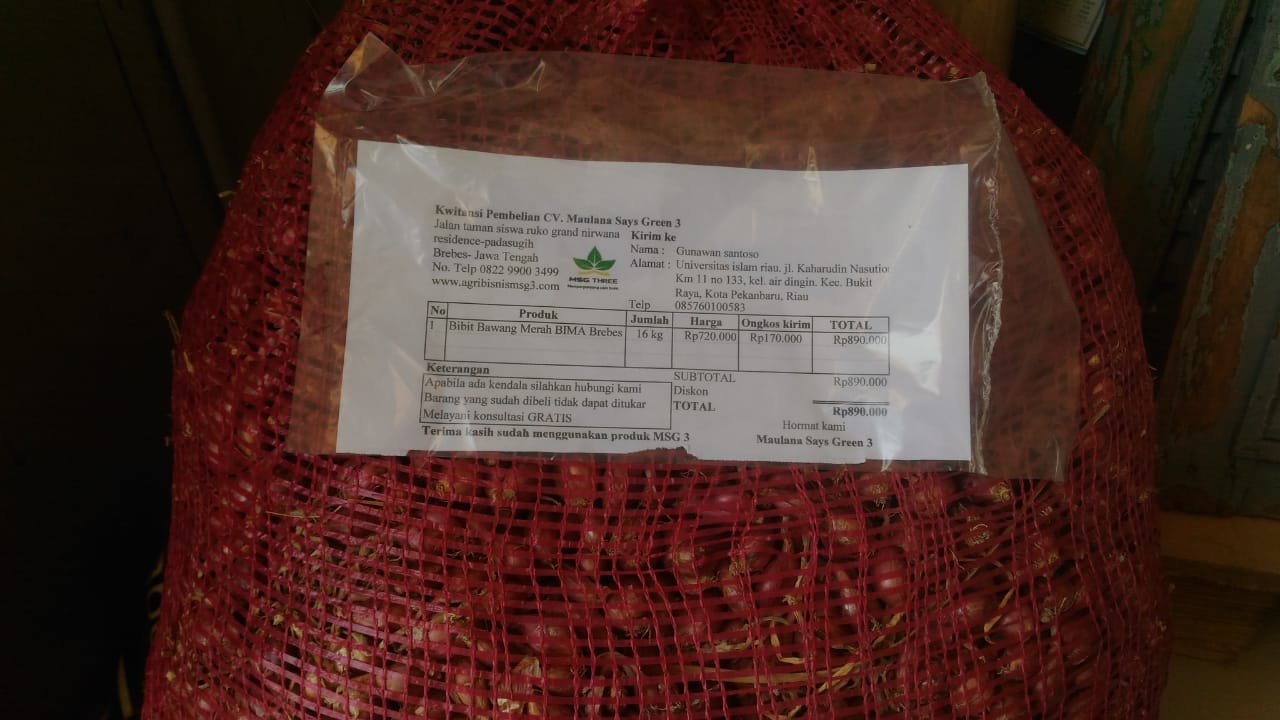 Kwitansi Pembelian CV. Maulana Says Green 3
Jalan taman siswa ruko grand nirwana
residence-padasugih
Brebes- Jawa Tengah
No. Telp 0822 9900 3499
www.agribisnismsg3.com
MSG THREE
Kirim ke
Nama : Gunawan santoso
Alamat : Universitas islam riau, jl. Kaharudin Nasutio
Km 11 no 133, kel. air dingin. Kec. Bukit
Raya, Kota Pekanbaru, Riau
Telp 085760100583
No Produk Jumlah Harga Ongkos kirim TOTAL
1 Bibit Bawang Merah BIMA Brebes 16 kg Rp720.000 Rp170.000 Rp890.000
Keterangan
Apabila ada kendala silahkan hubungi kami
Barang yang sudah dibeli tidak dapat ditukar
Melayani konsultasi GRATIS
Terima kasih sudah menggunakan produk MSG 3
SUBTOTAL Rp890.000
Diskon
TOTAL Rp890.000
Hormat kami
Maulana Says Green 3